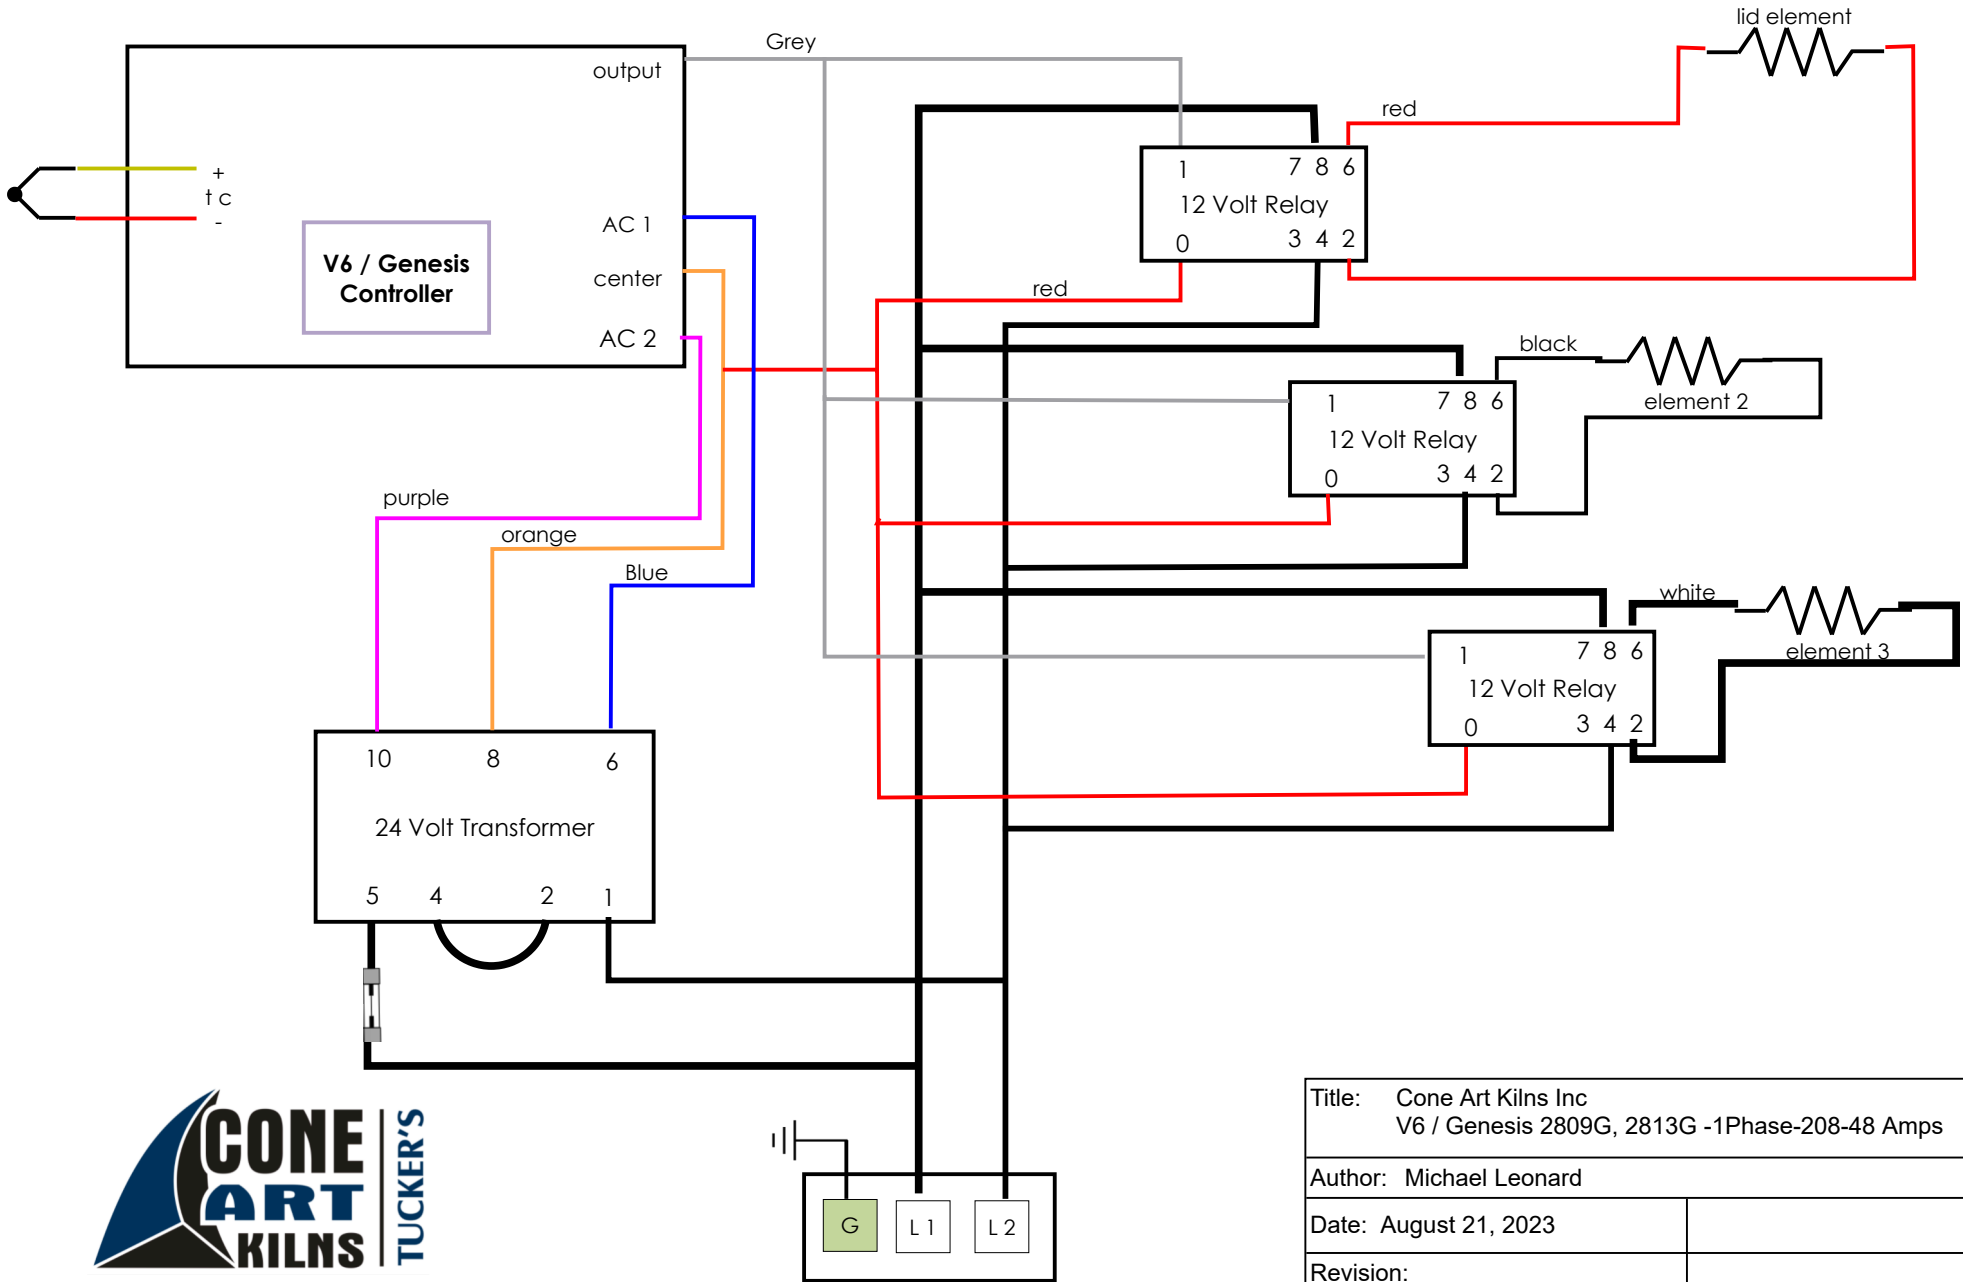 lid element
Grey
output
red
1 7 8 6
12 Volt Relay
0 3 4 2
+
t c
-
V6 / Genesis
Controller
AC 1
center
AC 2
red
black
element 2
1 7 8 6
12 Volt Relay
0 3 4 2
purple
orange
Blue
white
element 3
1 7 8 6
12 Volt Relay
0 3 4 2
10 8 6
24 Volt Transformer
5 4 2 1
CONE
ART
KILNS
TUCKER'S
G L 1 L 2
Title: Cone Art Kilns Inc
V6 / Genesis 2809G, 2813G -1Phase-208-48 Amps
Author: Michael Leonard
Date: August 21, 2023
Revision: